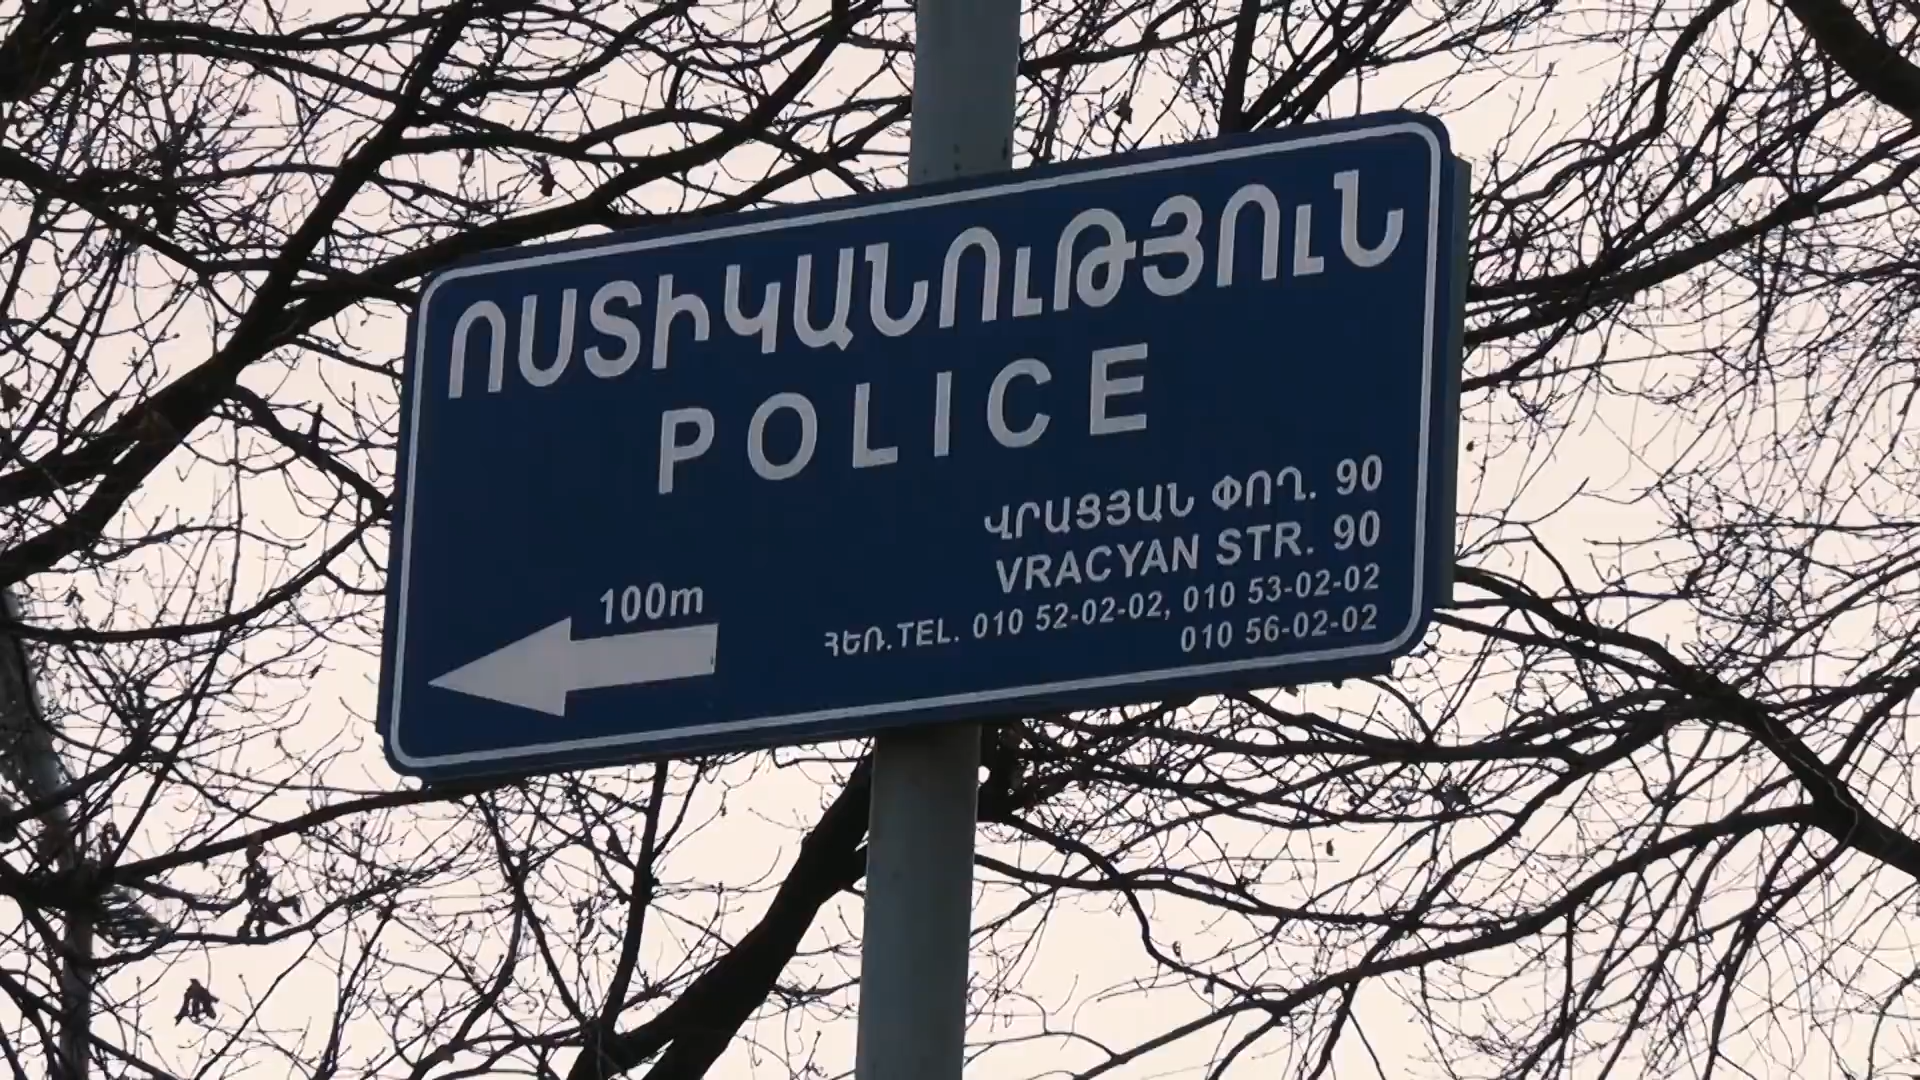 ՈՍՏԻԿԱՆՈւԹՅՈւՆ
POLICE
ՎՐԱՑՅԱՆ ՓՈՂ. 90
VRACYAN STR. 90
100m
ՀԵՌ.TEL. 010 52-02-02, 010 53-02-02
010 56-02-02